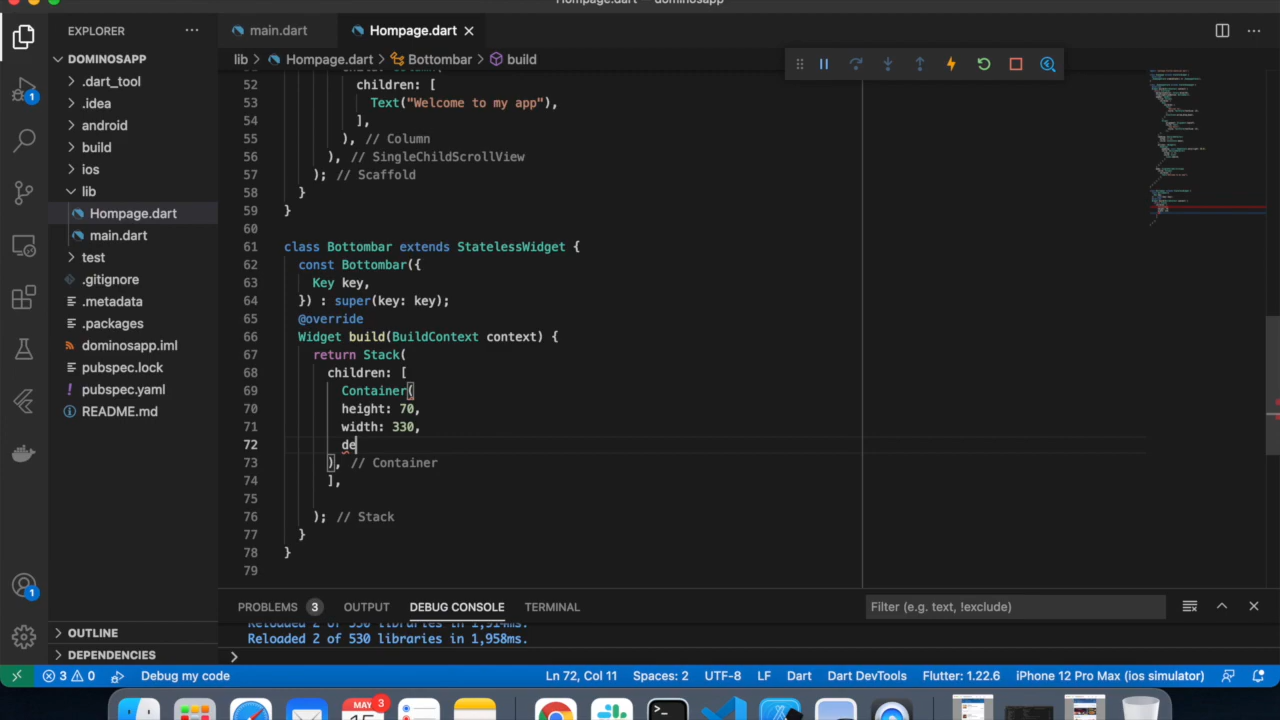 Hompage.dart — dominosapp
EXPLORER
main.dart
Hompage.dart
DOMINOSAPP
lib > Hompage.dart > Bottombar > build
.dart_tool
.idea
android
build
ios
lib
Hompage.dart
main.dart
test
.gitignore
.metadata
.packages
dominosapp.iml
pubspec.lock
pubspec.yaml
README.md
OUTLINE
DEPENDENCIES
1
1
52 children: [
53 Text("Welcome to my app"),
54 ],
55 ), // Column
56 ), // SingleChildScrollView
57 ); // Scaffold
58 }
59 }
60
61 class Bottombar extends StatelessWidget {
62 const Bottombar({
63 Key key,
64 }) : super(key: key);
65 @override
66 Widget build(BuildContext context) {
67 return Stack(
68 children: [
69 Container(
70 height: 70,
71 width: 330,
72 de
73 ), // Container
74 ],
75
76 ); // Stack
77 }
78 }
79
PROBLEMS 3 OUTPUT DEBUG CONSOLE TERMINAL
Filter (e.g. text, !exclude)
Reloaded 2 of 530 libraries in 1,958ms.
3 0 Debug my code Ln 72, Col 11 Spaces: 2 UTF-8 LF Dart Dart DevTools Flutter: 1.22.6 iPhone 12 Pro Max (ios simulator)
MAY
3